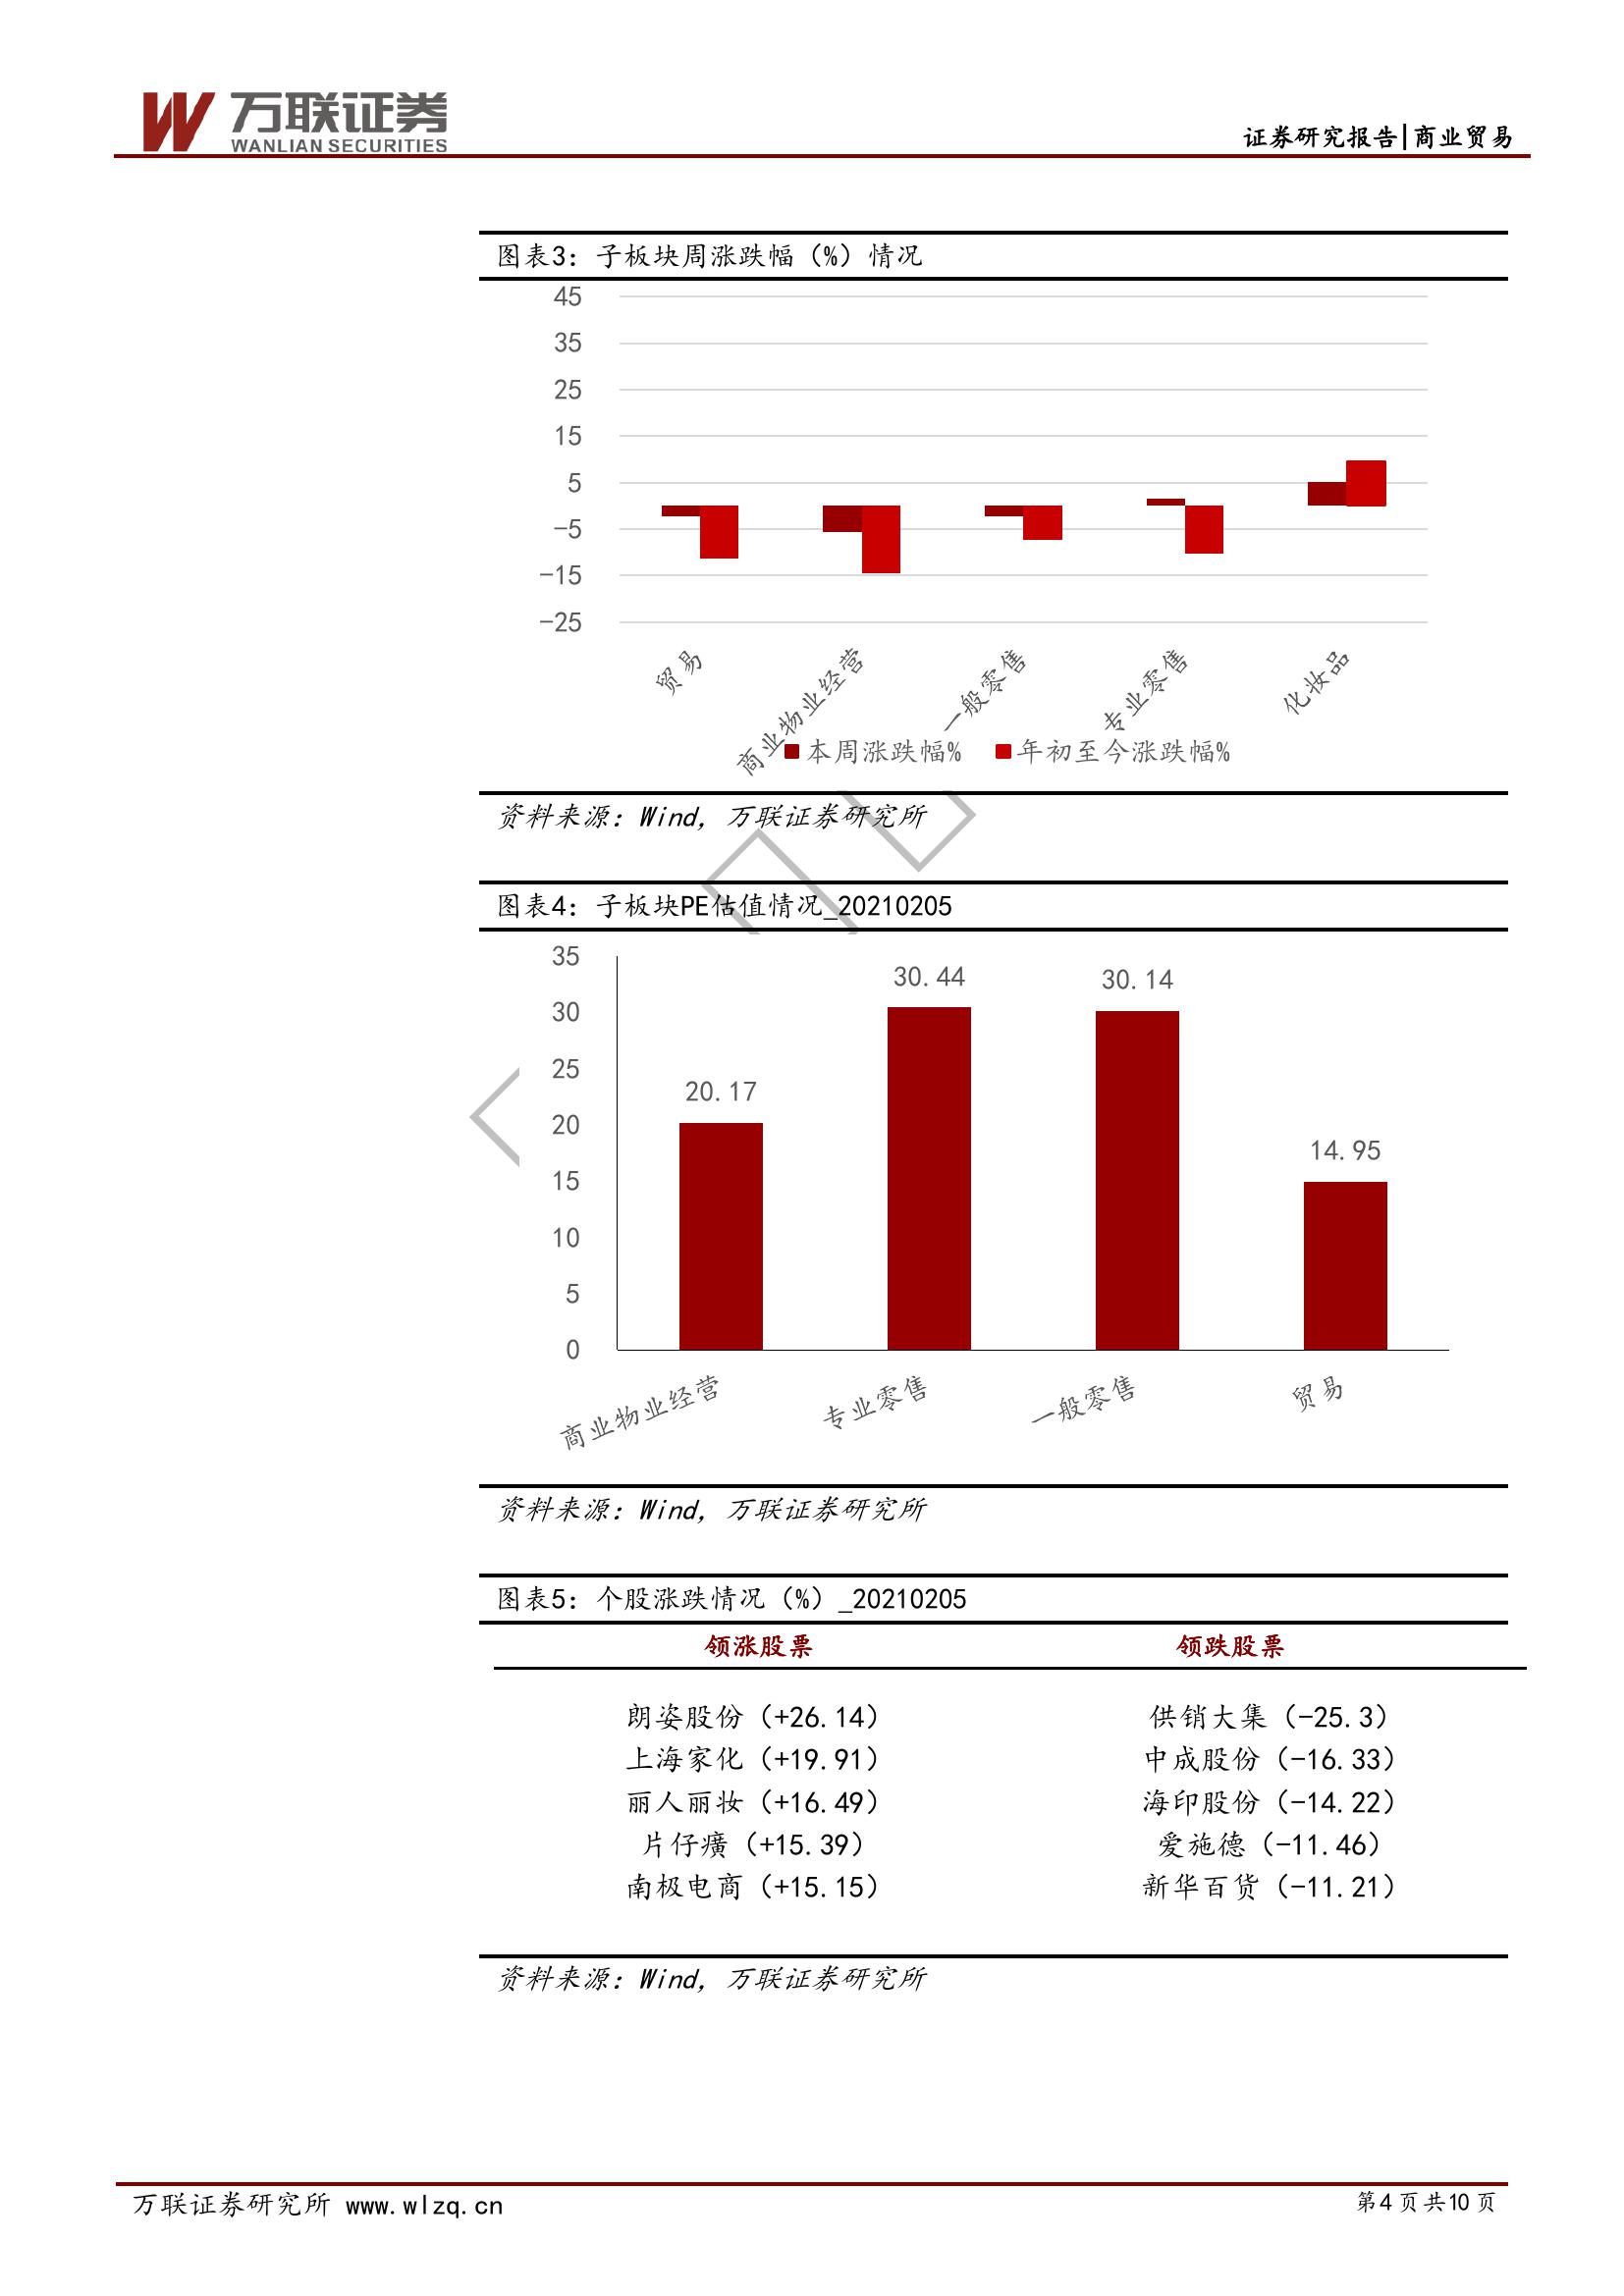 万联证券
WANLIAN SECURITIES
证券研究报告|商业贸易
图表3：子板块周涨跌幅（%）情况
45
35
25
15
5
-5
-15
-25
贸易
商业物业经营
一般零售
专业零售
化妆品
本周涨跌幅% 年初至今涨跌幅%
资料来源：Wind，万联证券研究所
图表4：子板块PE估值情况_20210205
35
30
25
20
15
10
5
0
20.17
30.44
30.14
14.95
商业物业经营
专业零售
一般零售
贸易
资料来源：Wind，万联证券研究所
图表5：个股涨跌情况（%）_20210205
领涨股票 领跌股票
朗姿股份（+26.14） 供销大集（-25.3）
上海家化（+19.91） 中成股份（-16.33）
丽人丽妆（+16.49） 海印股份（-14.22）
片仔癀（+15.39） 爱施德（-11.46）
南极电商（+15.15） 新华百货（-11.21）
资料来源：Wind，万联证券研究所
万联证券研究所 www.wlzq.cn 第4页共10页